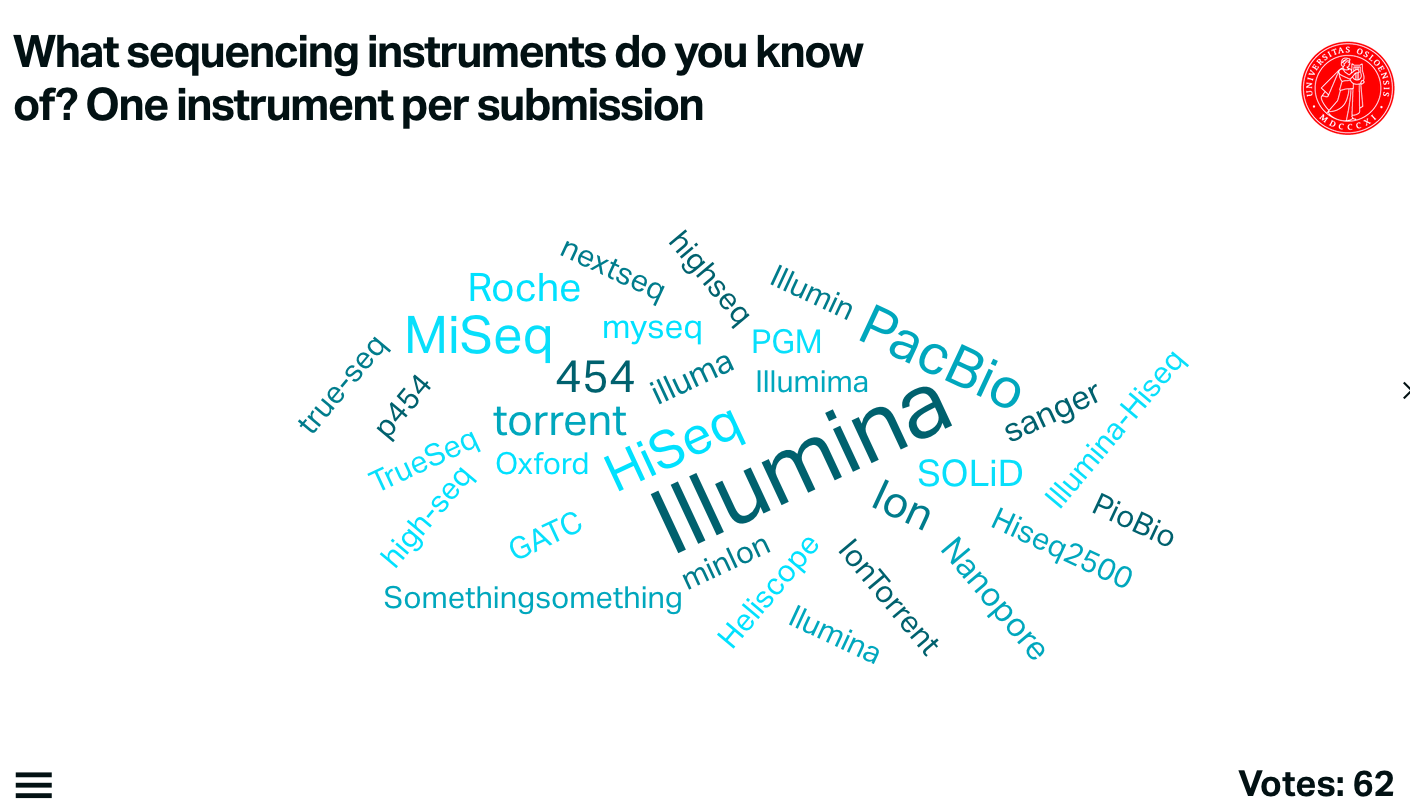 What sequencing instruments do you know
of? One instrument per submission
UNIVERSITAS OSLOENSIS
MDCCCXI
nextseq
highseq
Illumin
Roche
MiSeq
myseq
PGM
PacBio
true-seq
p454
454
illuma
Illumima
torrent
HiSeq
Illumina
sanger
Illumina-Hiseq
TrueSeq
Oxford
SOLiD
high-seq
GATC
Ion
PioBio
Hiseq2500
minIon
Somethingsomething
Heliscope
IonTorrent
Nanopore
Ilumina
Votes: 62